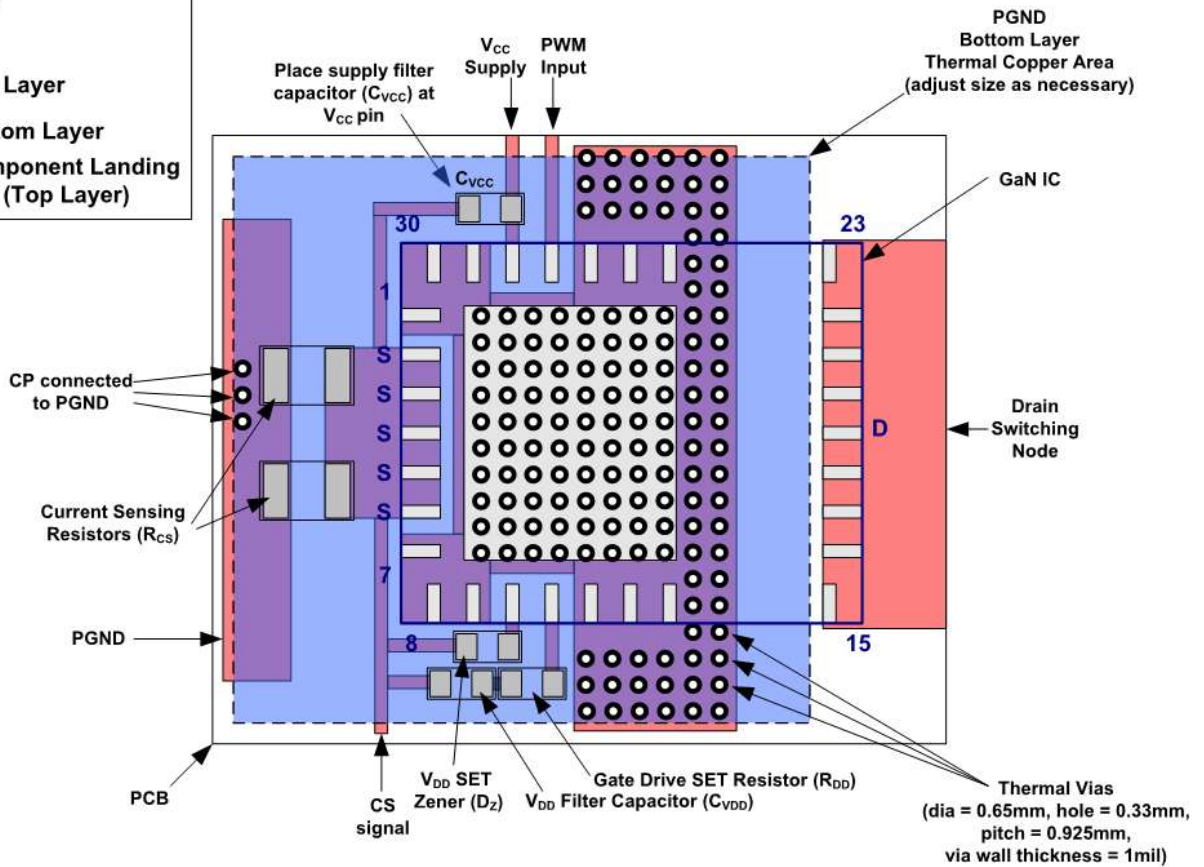 Layer
om Layer
mponent Landing
(Top Layer)
Place supply filter
capacitor (CVCC) at
VCC pin
VCC
Supply
PWM
Input
PGND
Bottom Layer
Thermal Copper Area
(adjust size as necessary)
CVCC
GaN IC
30
23
1
S
S
S
S
S
7
8
D
15
CP connected
to PGND
Drain
Switching
Node
Current Sensing
Resistors (RCS)
PGND
PCB
CS
signal
VDD SET
Zener (DZ)
VDD Filter Capacitor (CVDD)
Gate Drive SET Resistor (RDD)
Thermal Vias
(dia = 0.65mm, hole = 0.33mm,
pitch = 0.925mm,
via wall thickness = 1mil)